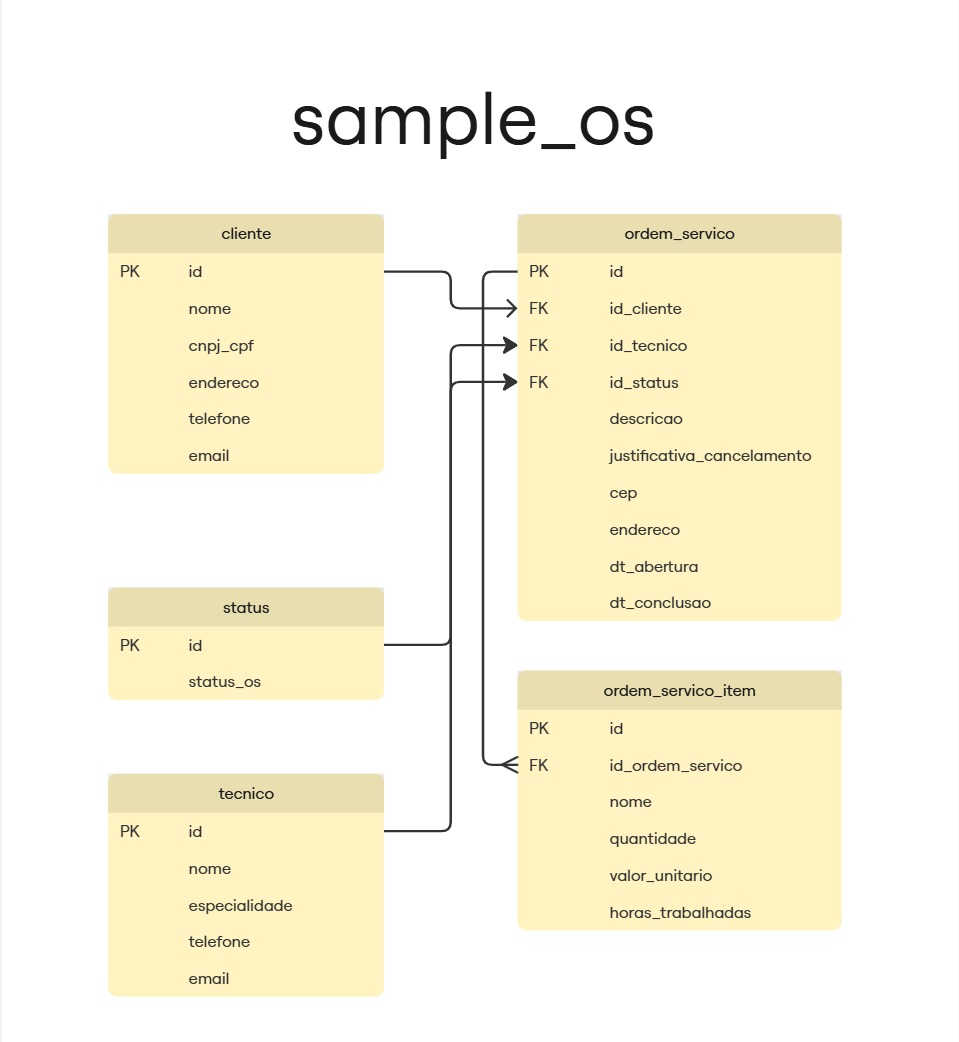 sample_os
cliente
PK id
nome
cnpj_cpf
endereco
telefone
email
status
PK id
status_os
tecnico
PK id
nome
especialidade
telefone
email
ordem_servico
PK id
FK id_cliente
FK id_tecnico
FK id_status
descricao
justificativa_cancelamento
cep
endereco
dt_abertura
dt_conclusao
ordem_servico_item
PK id
FK id_ordem_servico
nome
quantidade
valor_unitario
horas_trabalhadas